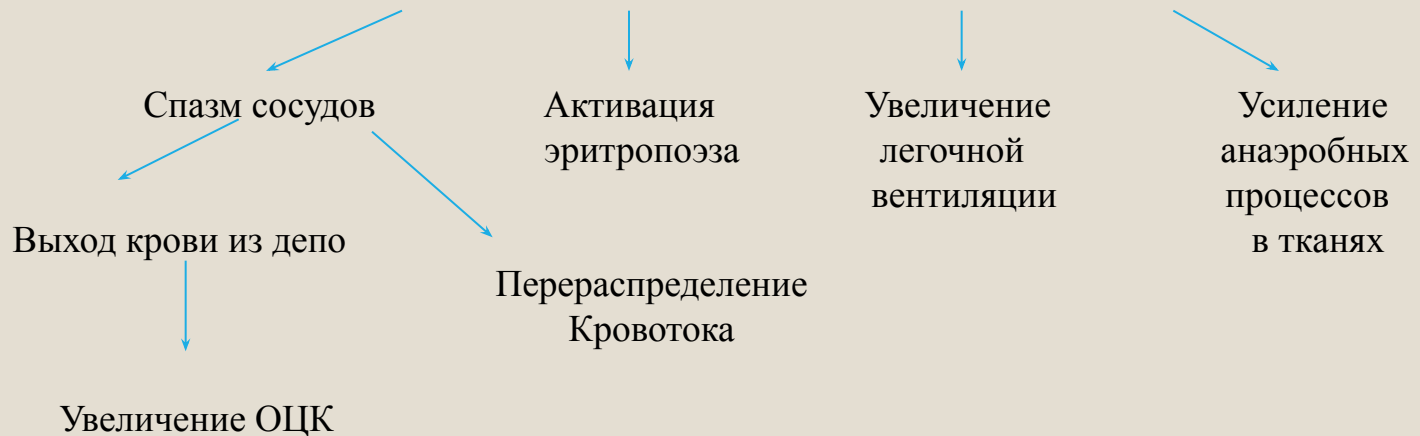 Спазм сосудов
Активация
эритропоэза
Увеличение
легочной
вентиляции
Усиление
анаэробных
процессов
в тканях
Выход крови из депо
Перераспределение
Кровотока
Увеличение ОЦК